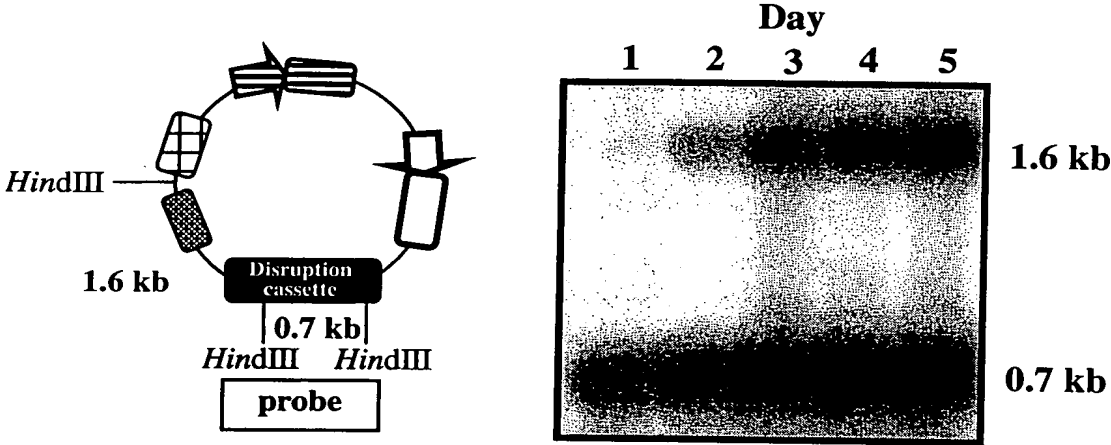 HindIII
1.6 kb
Disruption
cassette
0.7 kb
HindIII HindIII
probe
Day
1 2 3 4 5
1.6 kb
0.7 kb